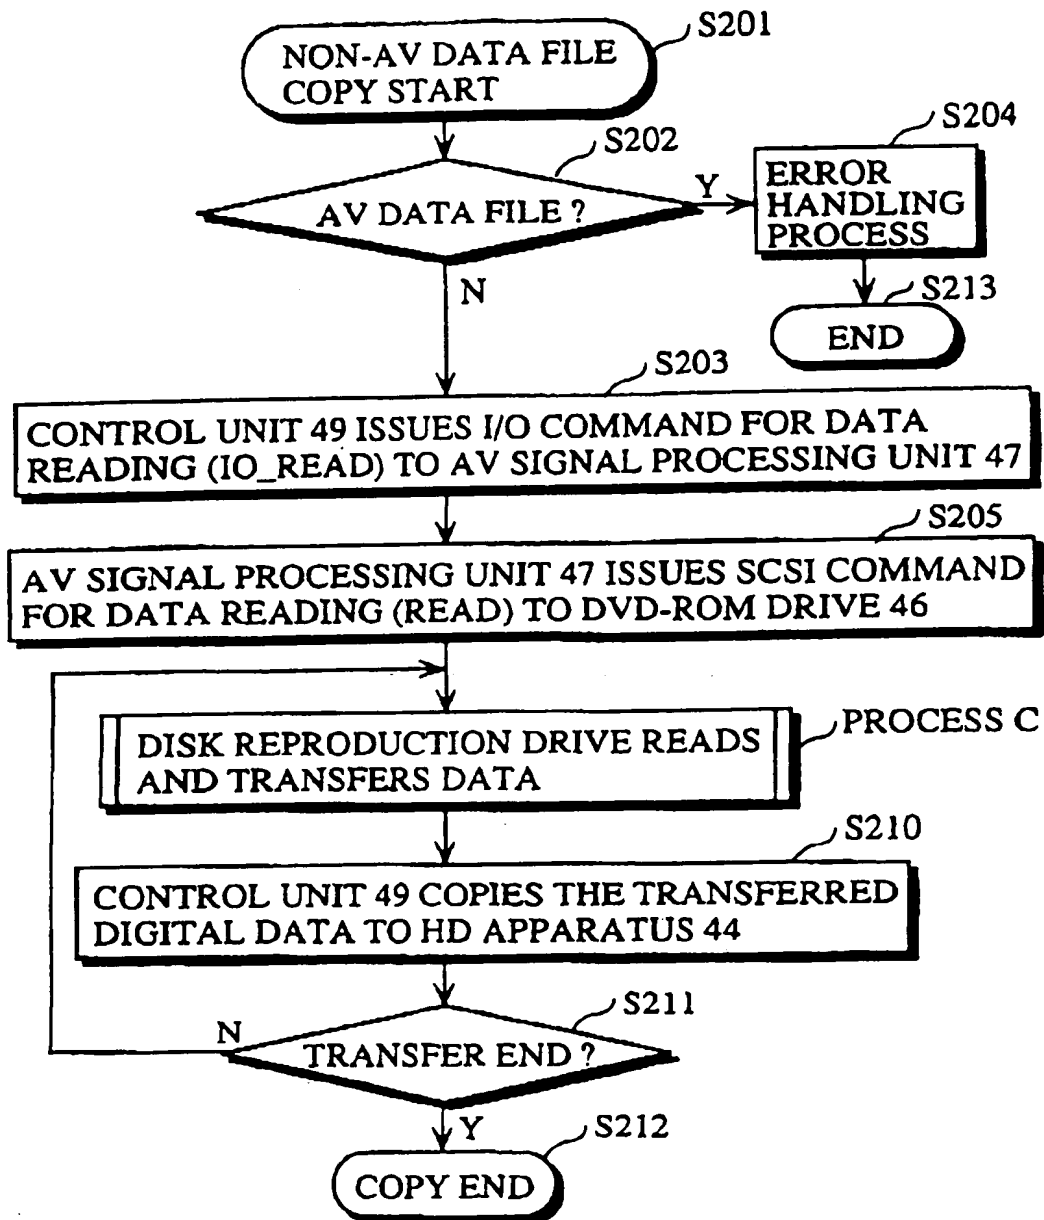 S201
NON-AV DATA FILE
COPY START
S202
AV DATA FILE ?
Y
S204
ERROR
HANDLING
PROCESS
N
S213
END
S203
CONTROL UNIT 49 ISSUES I/O COMMAND FOR DATA
READING (IO_READ) TO AV SIGNAL PROCESSING UNIT 47
S205
AV SIGNAL PROCESSING UNIT 47 ISSUES SCSI COMMAND
FOR DATA READING (READ) TO DVD-ROM DRIVE 46
PROCESS C
DISK REPRODUCTION DRIVE READS
AND TRANSFERS DATA
S210
CONTROL UNIT 49 COPIES THE TRANSFERRED
DIGITAL DATA TO HD APPARATUS 44
S211
N
TRANSFER END ?
Y
S212
COPY END